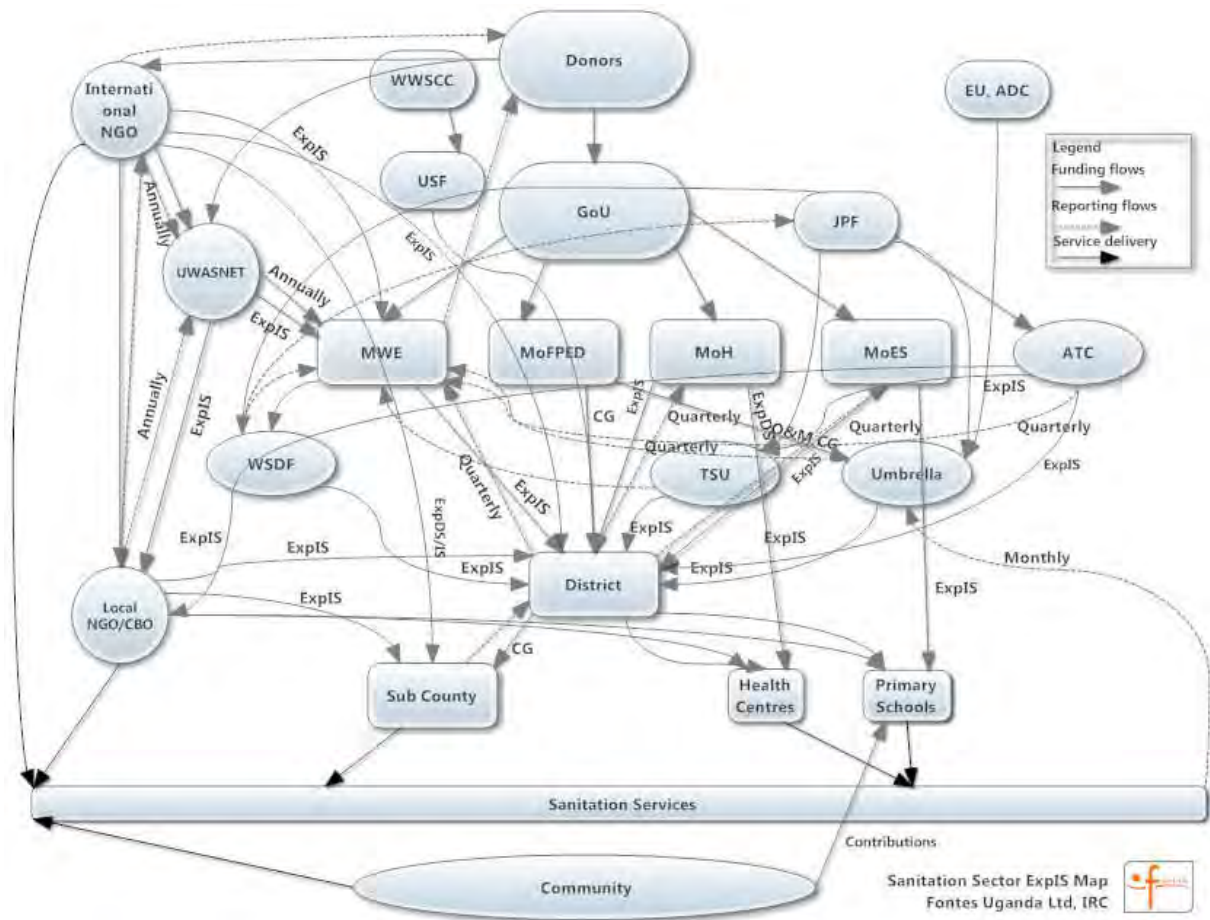 Donors
WWSCC
EU, ADC
Internat
ional
NGO
Legend
Funding flows
Reporting flows
Service delivery
ExpIS
USF
GoU
JPF
Annually
ExpIS
UWASNET
Annually
ExpIS
MWE
MoFPED
MoH
MoES
ATC
Annually
ExpIS
CG
ExpIS
Quarterly
ExpDS
O&M CG
Quarterly
ExpIS
Quarterly
WSDF
Quarterly
Quarterly
TSU
ExpIS
Umbrella
ExpIS
ExpIS
ExpDS/IS
ExpIS
ExpIS
ExpIS
Monthly
ExpIS
ExpIS
District
ExpIS
ExpIS
Local
NGO/CBO
ExpIS
CG
Sub County
Health
Centres
Primary
Schools
Sanitation Services
Contributions
Community
Sanitation Sector ExpIS Map
Fontes Uganda Ltd, IRC